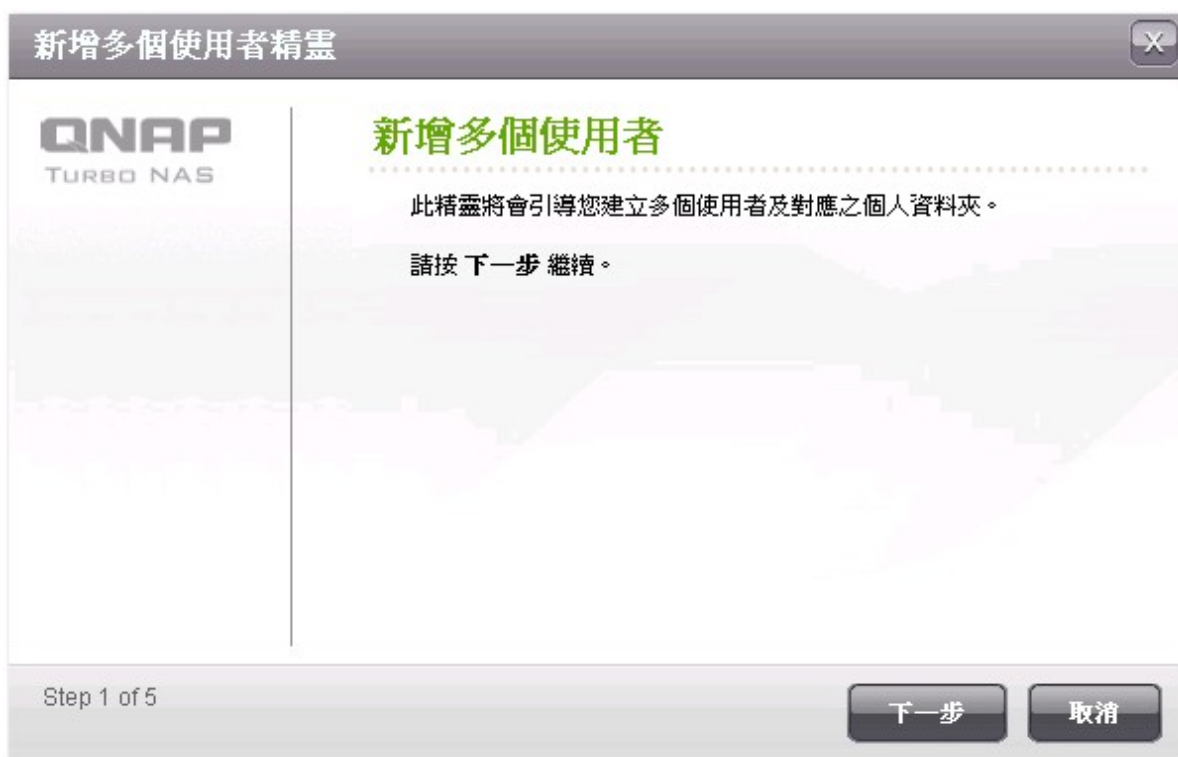 新增多個使用者精靈
X
QNAP
TURBO NAS
新增多個使用者
此精靈將會引導您建立多個使用者及對應之個人資料夾。
請按 下一步 繼續。
Step 1 of 5
下一步
取消